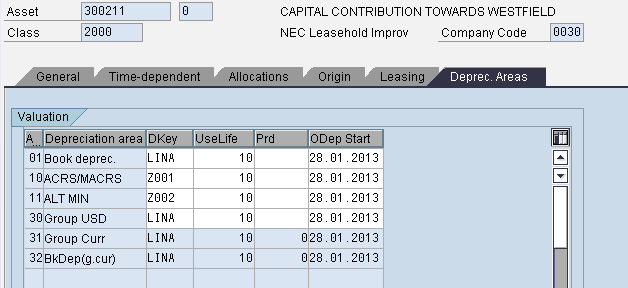 Asset 300211 0 CAPITAL CONTRIBUTION TOWARDS WESTFIELD
Class 2000 NEC Leasehold Improv Company Code 0030
General Time-dependent Allocations Origin Leasing Deprec. Areas
Valuation
A.. Depreciation area DKey UseLife Prd ODep Start
01 Book deprec. LINA 10 28.01.2013
10 ACRS/MACRS Z001 10 28.01.2013
11 ALT MIN Z002 10 28.01.2013
30 Group USD LINA 10 28.01.2013
31 Group Curr LINA 10 0 28.01.2013
32 BkDep(g.cur) LINA 10 0 28.01.2013